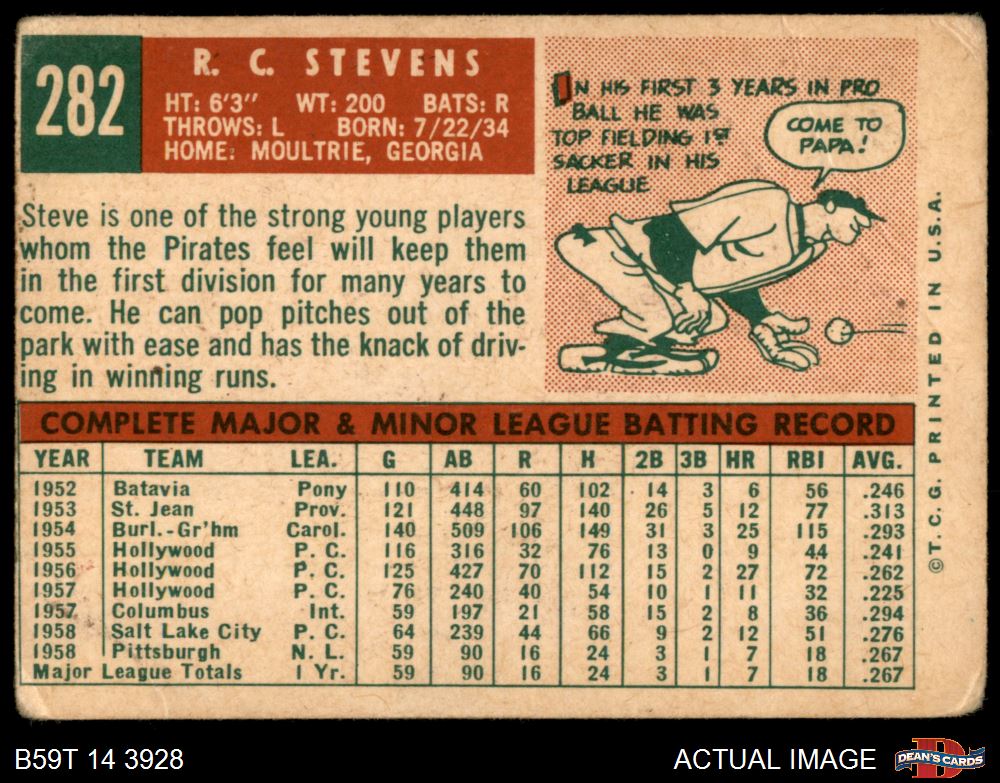 282
R. C. STEVENS
HT: 6'3" WT: 200 BATS: R
THROWS: L BORN: 7/22/34
HOME: MOULTRIE, GEORGIA
Steve is one of the strong young players
whom the Pirates feel will keep them
in the first division for many years to
come. He can pop pitches out of the
park with ease and has the knack of driv-
ing in winning runs.
IN HIS FIRST 3 YEARS IN PRO
BALL HE WAS
TOP FIELDING 1ST
SACKER IN HIS
LEAGUE
COME TO
PAPA!
COMPLETE MAJOR & MINOR LEAGUE BATTING RECORD
YEAR TEAM LEA. G AB R H 2B 3B HR RBI AVG.
1952 Batavia Pony 110 414 60 102 14 3 6 56 .246
1953 St. Jean Prov. 121 448 97 140 26 5 12 77 .313
1954 Burl.-Gr'hm Carol. 140 509 106 149 31 3 25 115 .293
1955 Hollywood P. C. 116 316 32 76 13 0 9 44 .241
1956 Hollywood P. C. 125 427 70 112 15 2 27 72 .262
1957 Hollywood P. C. 76 240 40 54 10 1 11 32 .225
1957 Columbus Int. 59 197 21 58 15 2 8 36 .294
1958 Salt Lake City P. C. 64 239 44 66 9 2 12 51 .276
1958 Pittsburgh N. L. 59 90 16 24 3 1 7 18 .267
Major League Totals 1 Yr. 59 90 16 24 3 1 7 18 .267
©T. C. G. PRINTED IN U.S.A.
B59T 14 3928
ACTUAL IMAGE
D
DEAN'S CARDS